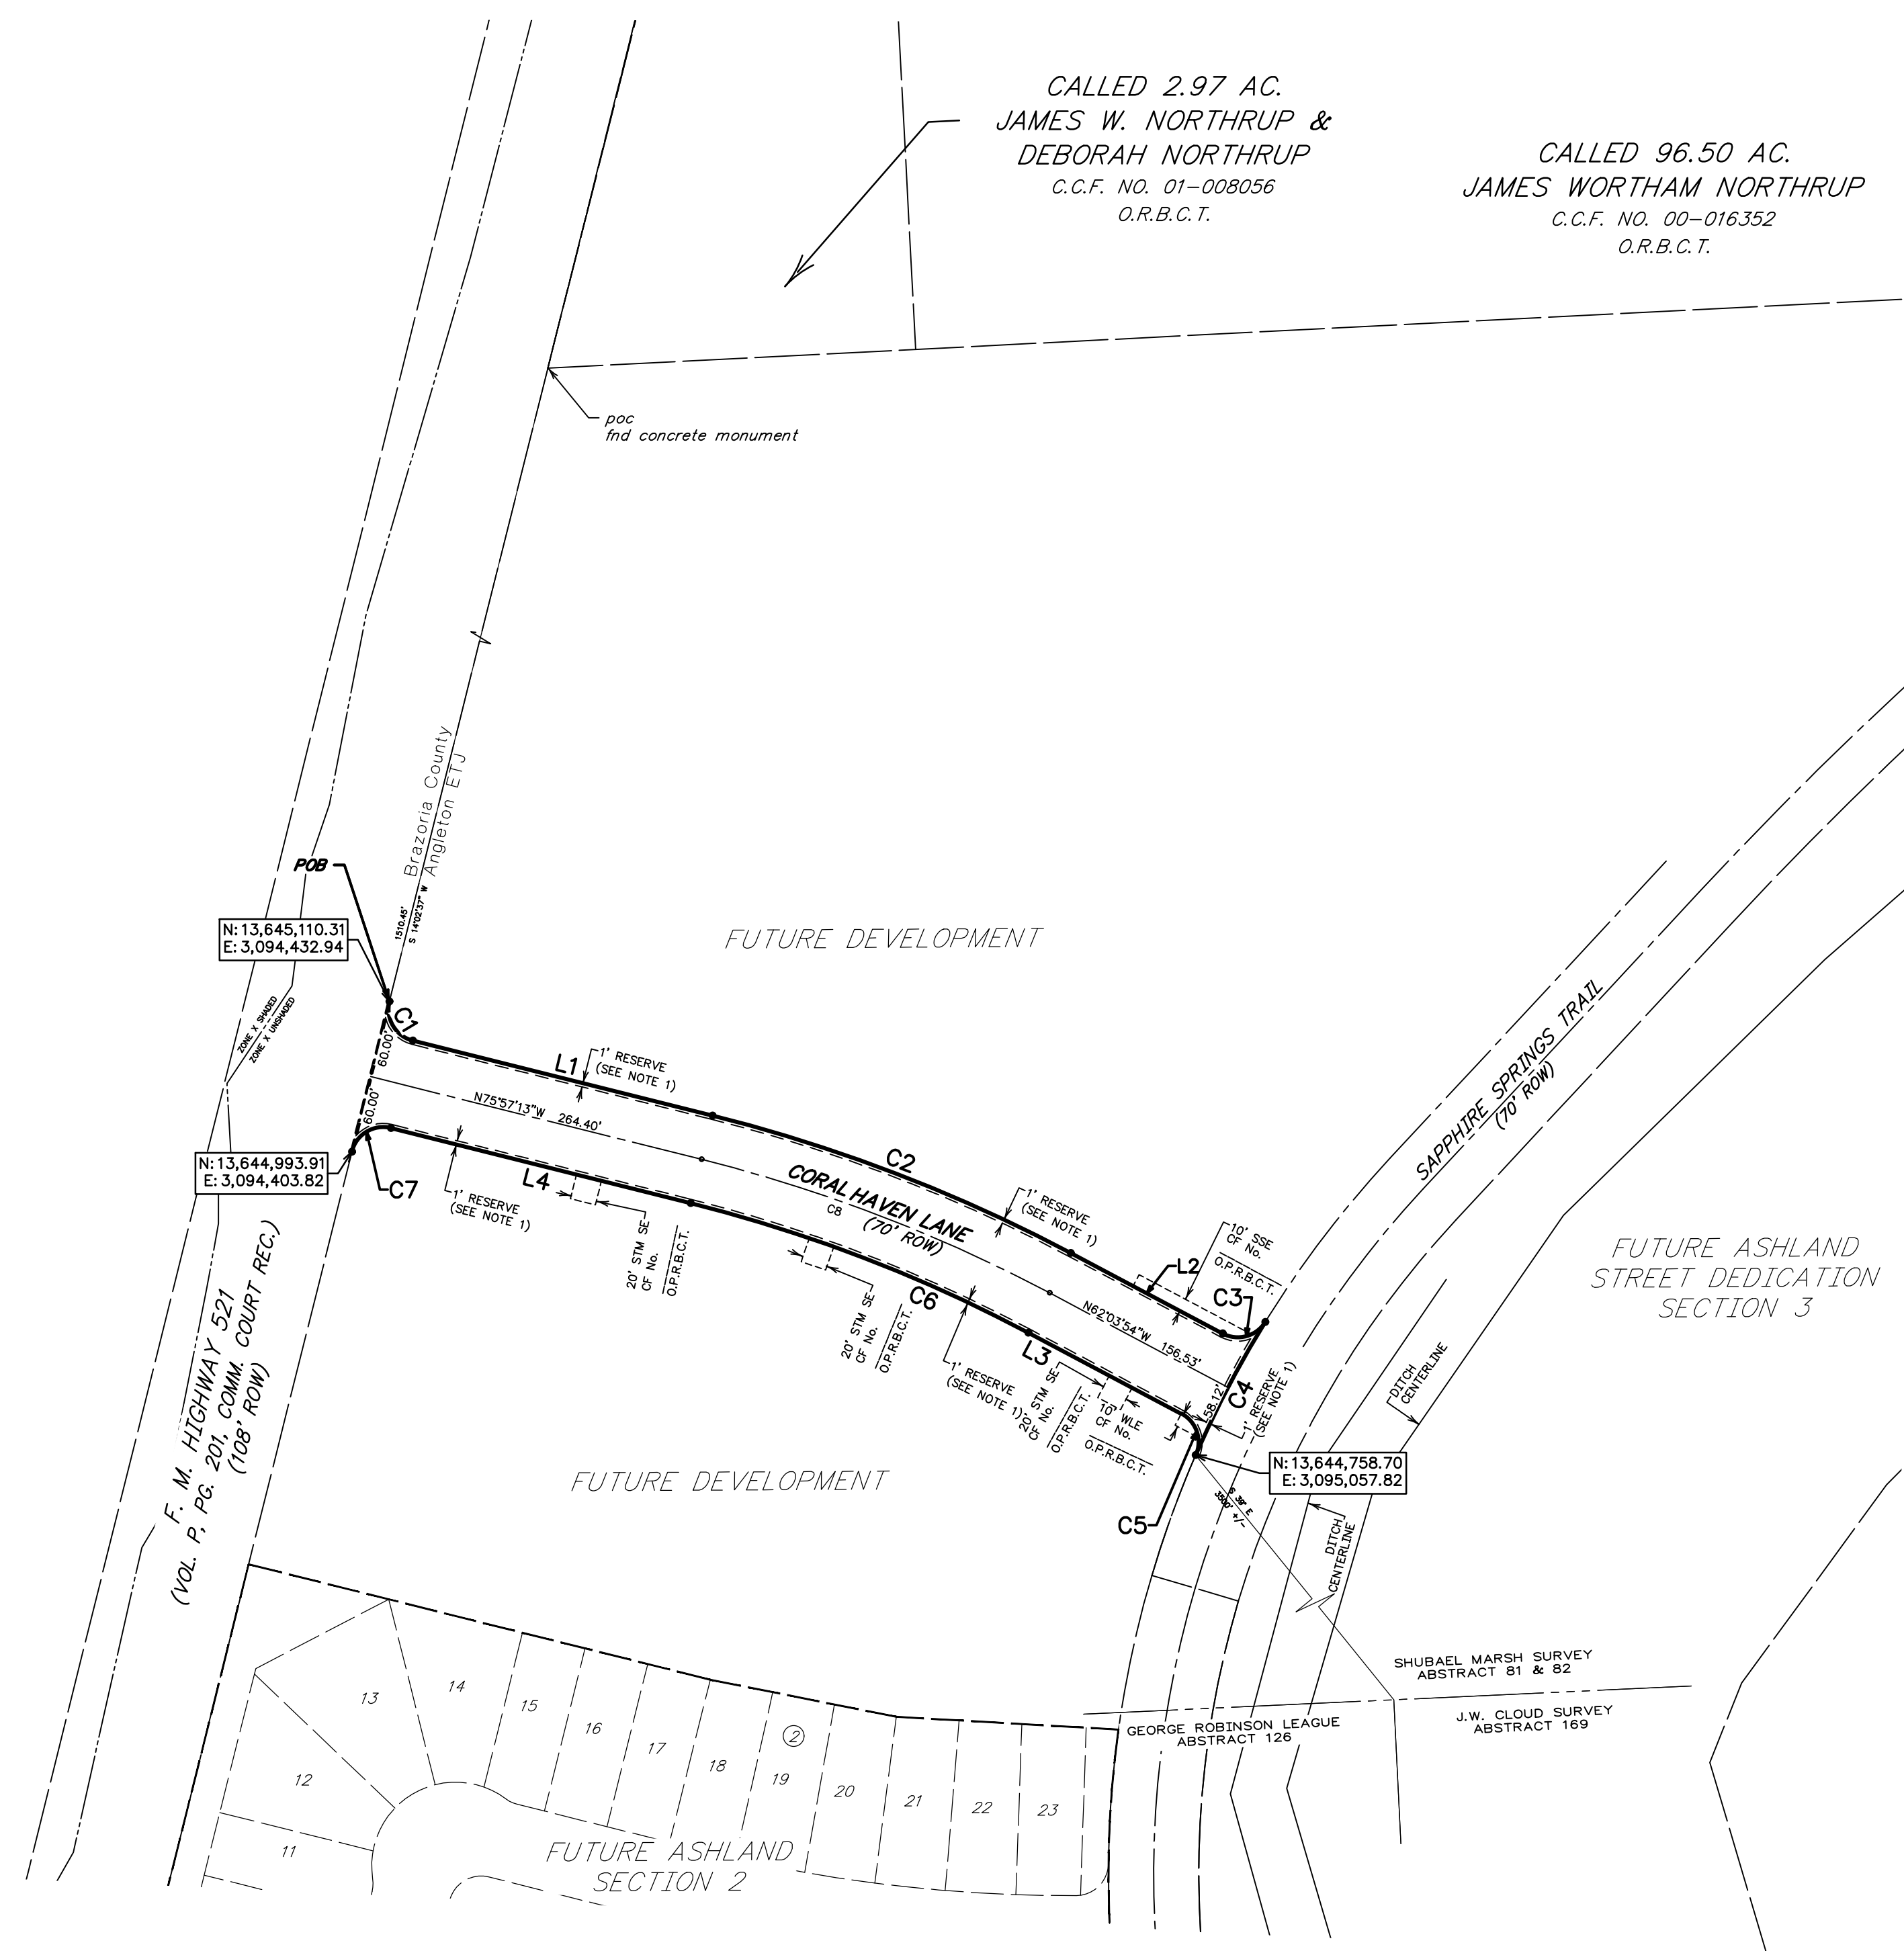 CALLED 2.97 AC.
JAMES W. NORTHRUP &
DEBORAH NORTHRUP
C.C.F. NO. 01-008056
O.R.B.C.T.
CALLED 96.50 AC.
JAMES WORTHAM NORTHRUP
C.C.F. NO. 00-016352
O.R.B.C.T.
poc
fnd concrete monument
Brazoria County
Angleton ETJ
1510.45'
S 14°02'37" W
POB
N: 13,645,110.31
E: 3,094,432.94
ZONE X SHADED
ZONE X UNSHADED
FUTURE DEVELOPMENT
C1
60.00'
60.00'
L1
1' RESERVE
(SEE NOTE 1)
N75°57'13"W 264.40'
C2
CORAL HAVEN LANE
(70' ROW)
C8
N: 13,644,993.91
E: 3,094,403.82
C7
1' RESERVE
(SEE NOTE 1)
L4
20' STM SE
CF No.
O.P.R.B.C.T.
1' RESERVE
(SEE NOTE 1)
10' SSE
CF No.
O.P.R.B.C.T.
L2
C3
N62°03'54"W 156.53'
20' STM SE
CF No.
O.P.R.B.C.T.
C6
1' RESERVE
(SEE NOTE 1)
L3
20' STM SE
CF No.
O.P.R.B.C.T.
10' WLE
CF No.
O.P.R.B.C.T.
58.12'
C4
1' RESERVE
(SEE NOTE 1)
N: 13,644,758.70
E: 3,095,057.82
C5
S 39° E
3500' +/-
SAPPHIRE SPRINGS TRAIL
(70' ROW)
FUTURE ASHLAND
STREET DEDICATION
SECTION 3
DITCH
CENTERLINE
DITCH
CENTERLINE
F. M. HIGHWAY 521
(VOL. P, PG. 201, COMM. COURT REC.)
(108' ROW)
FUTURE DEVELOPMENT
SHUBAEL MARSH SURVEY
ABSTRACT 81 & 82
J.W. CLOUD SURVEY
ABSTRACT 169
GEORGE ROBINSON LEAGUE
ABSTRACT 126
13
14
15
16
17
18
2
19
20
21
22
23
12
11
FUTURE ASHLAND
SECTION 2